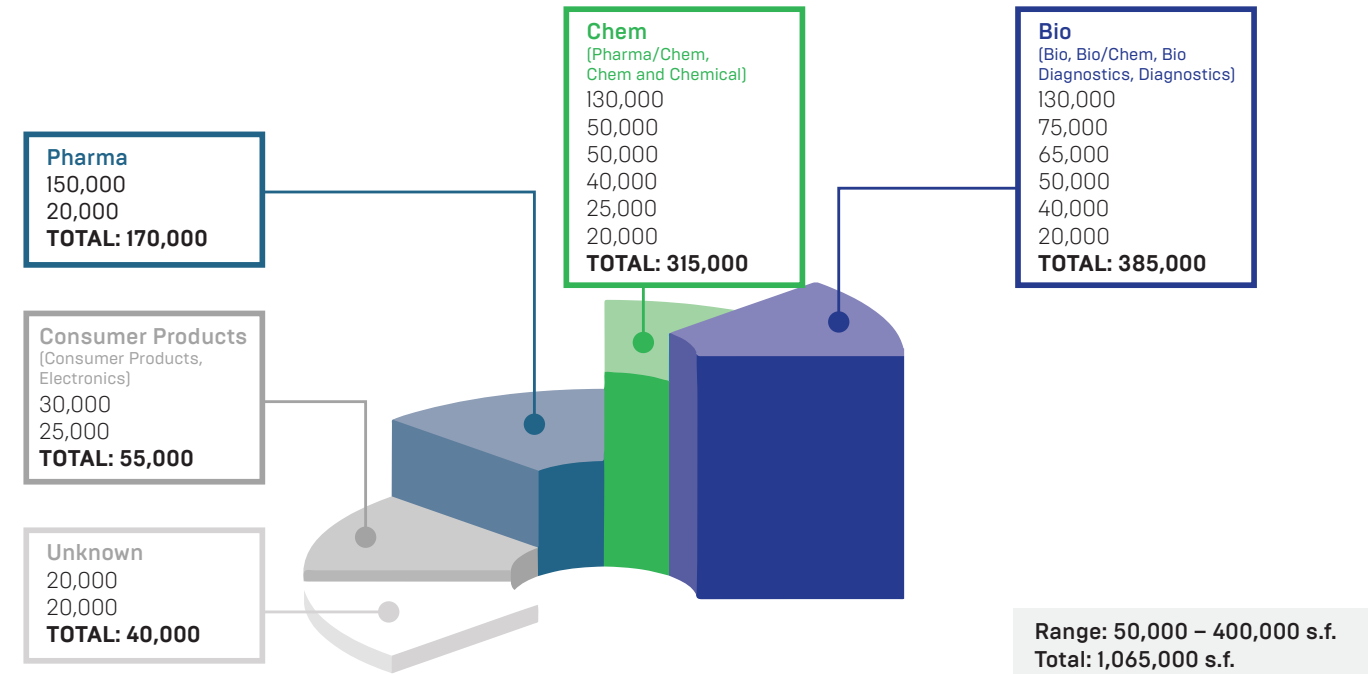 Pharma
150,000
20,000
TOTAL: 170,000
Consumer Products
(Consumer Products,
Electronics)
30,000
25,000
TOTAL: 55,000
Unknown
20,000
20,000
TOTAL: 40,000
Chem
(Pharma/Chem,
Chem and Chemical)
130,000
50,000
50,000
40,000
25,000
20,000
TOTAL: 315,000
Bio
(Bio, Bio/Chem, Bio
Diagnostics, Diagnostics)
130,000
75,000
65,000
50,000
40,000
20,000
TOTAL: 385,000
Range: 50,000 – 400,000 s.f.
Total: 1,065,000 s.f.